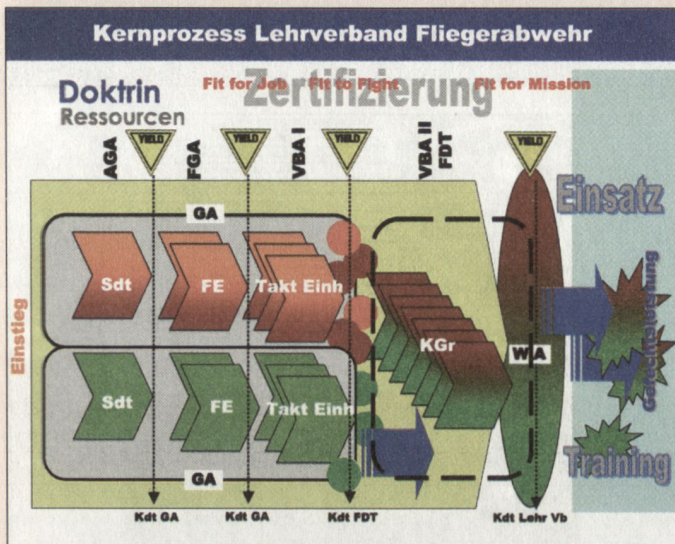 Kernprozess Lehrverband Fliegerabwehr
Doktrin
Ressourcen
Zertifizierung
Fit for Job
Fit to Fight
Fit for Mission
AGA
YIELD
FGA
YIELD
VBA I
YIELD
VBA II
FDT
YIELD
Einsatz
GA
Einstieg
Sdt
FE
Takt Einh
KGr
WA
Gefechtsleistung
Sdt
FE
Takt Einh
GA
Training
Kdt GA
Kdt GA
Kdt FDT
Kdt Lehr Vb